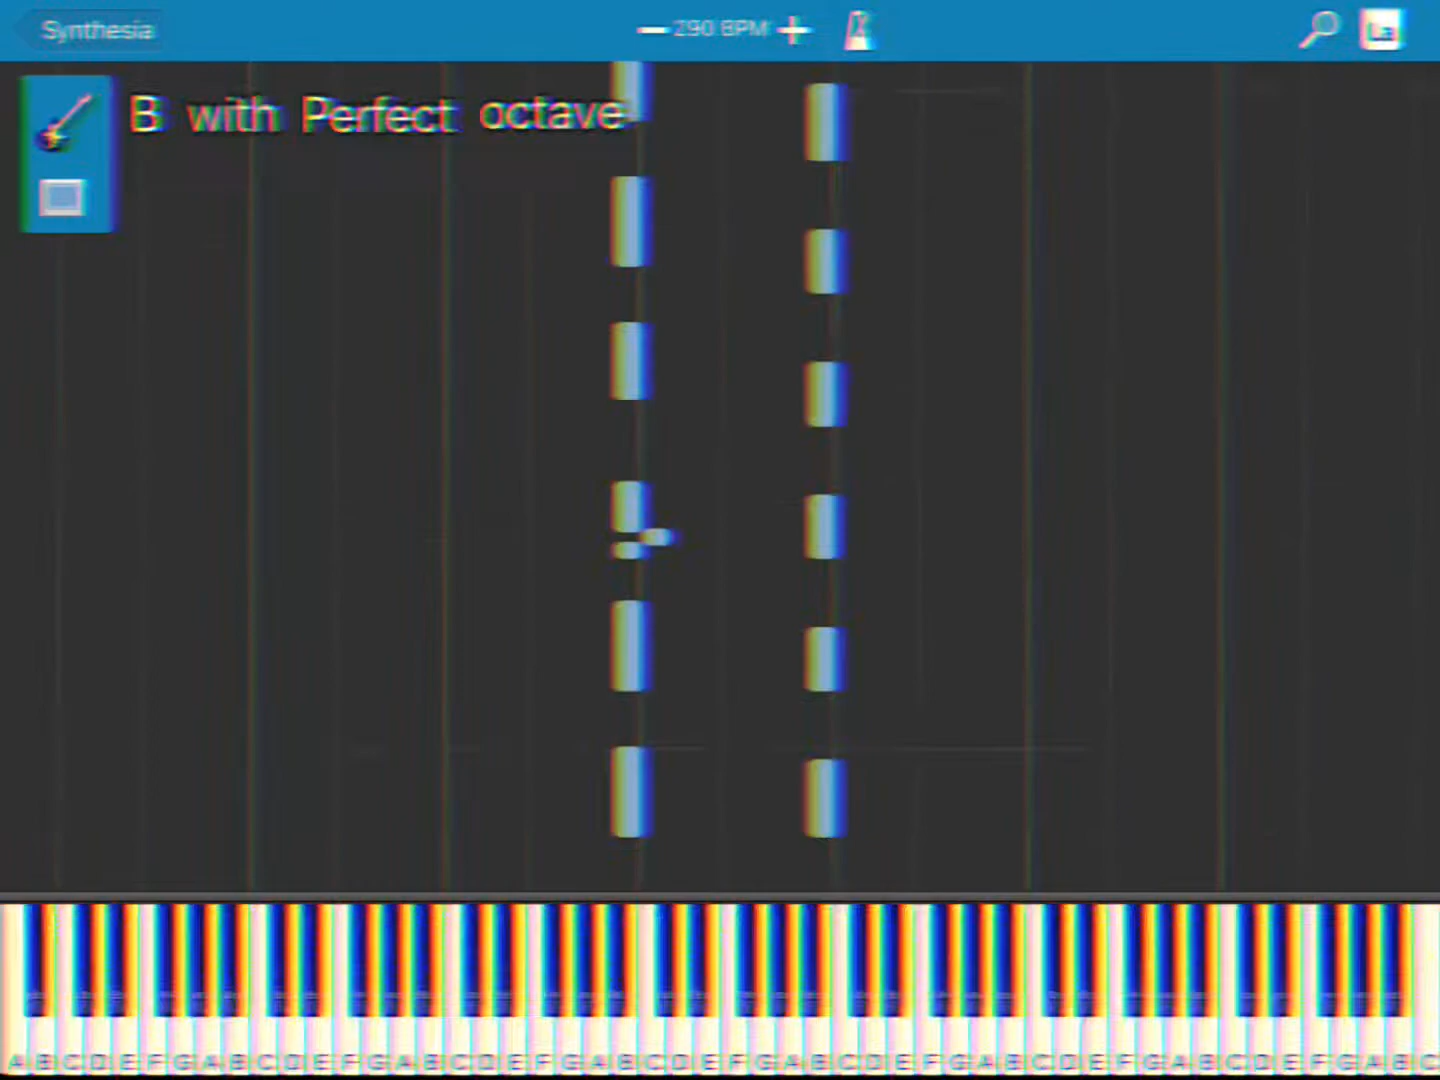 Synthesia
290 BPM
B with Perfect octave
A B C D E F G A B C D E F G A B C D E F G A B C D E F G A B C D E F G A B C D E F G A B C D E F G A B C